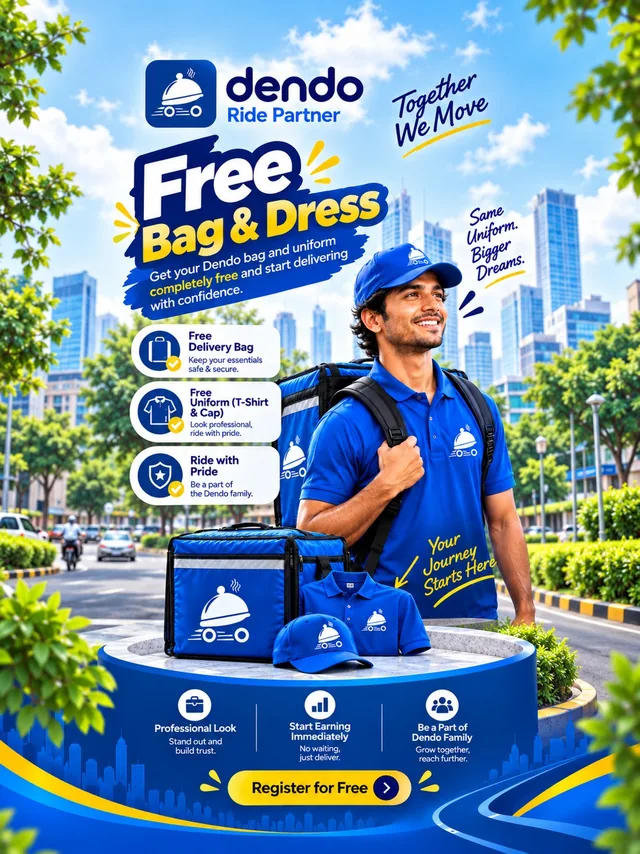 dendo
Ride Partner
Together
We Move
Free
Bag & Dress
Get your Dendo bag and uniform
completely free and start delivering
with confidence.
Same
Uniform.
Bigger
Dreams.
Free
Delivery Bag
Keep your essentials
safe & secure.
Free
Uniform (T-Shirt
& Cap)
Look professional,
ride with pride.
Ride with
Pride
Be a part of
the Dendo family.
Your
Journey
Starts Here
Professional Look
Stand out and
build trust.
Start Earning
Immediately
No waiting,
just deliver.
Be a Part of
Dendo Family
Grow together,
reach further.
Register for Free